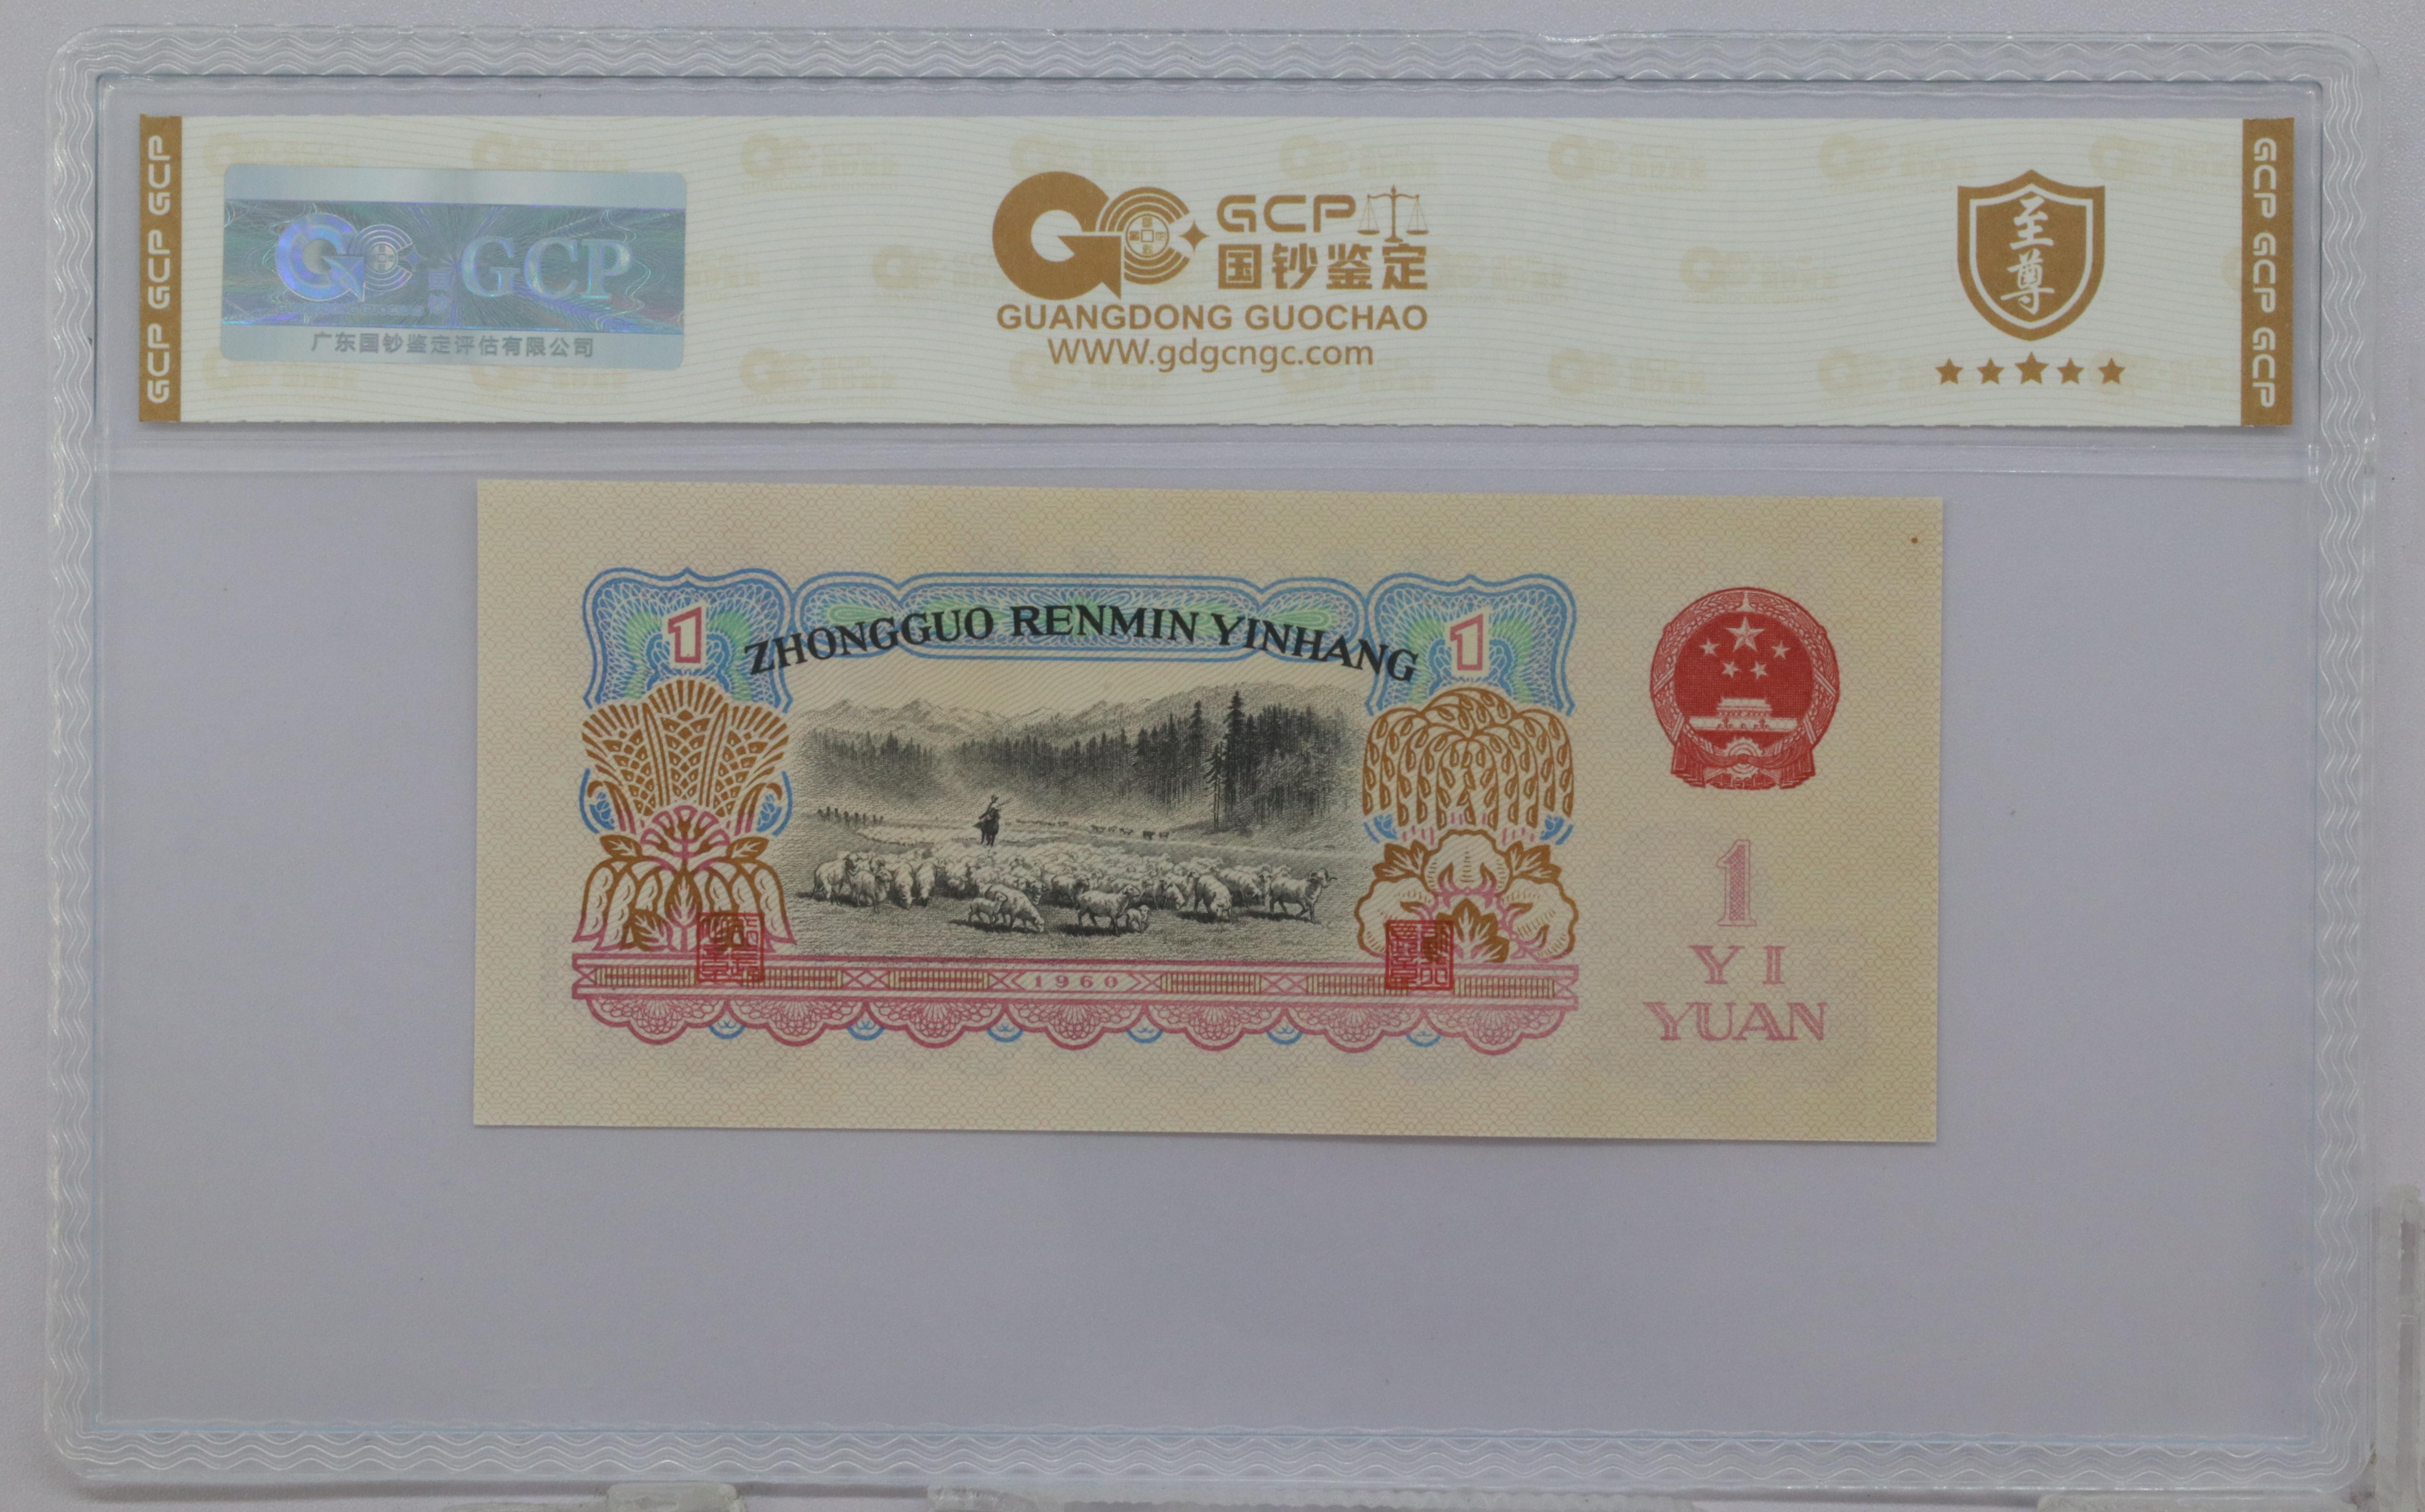 GCP GCP GCP
GCP
广东国钞鉴定评估有限公司
GCP
国钞鉴定
GUANGDONG GUOCHAO
WWW.gdgcngc.com
至尊
GCP GCP GCP
1
ZHONGGUO RENMIN YINHANG
1
1960
1
YI
YUAN